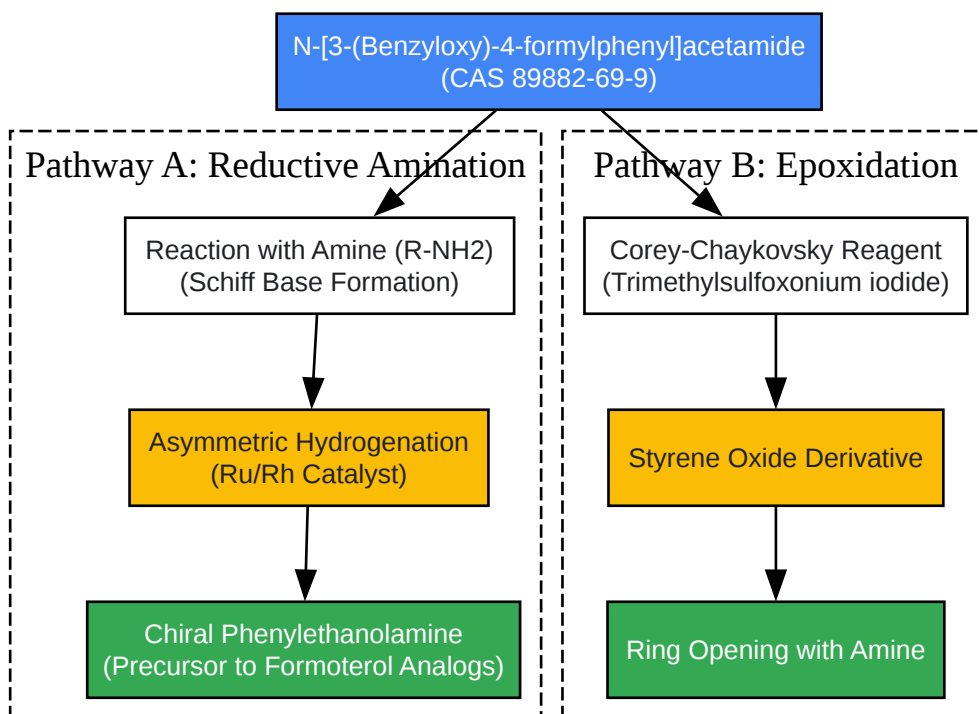 N-[3-(Benzyloxy)-4-formylphenyl]acetamide
(CAS 89882-69-9)
Pathway A: Reductive Amination
Reaction with Amine (R-NH2)
(Schiff Base Formation)
Asymmetric Hydrogenation
(Ru/Rh Catalyst)
Chiral Phenylethanolamine
(Precursor to Formoterol Analogs)
Pathway B: Epoxidation
Corey-Chaykovsky Reagent
(Trimethylsulfoxonium iodide)
Styrene Oxide Derivative
Ring Opening with Amine